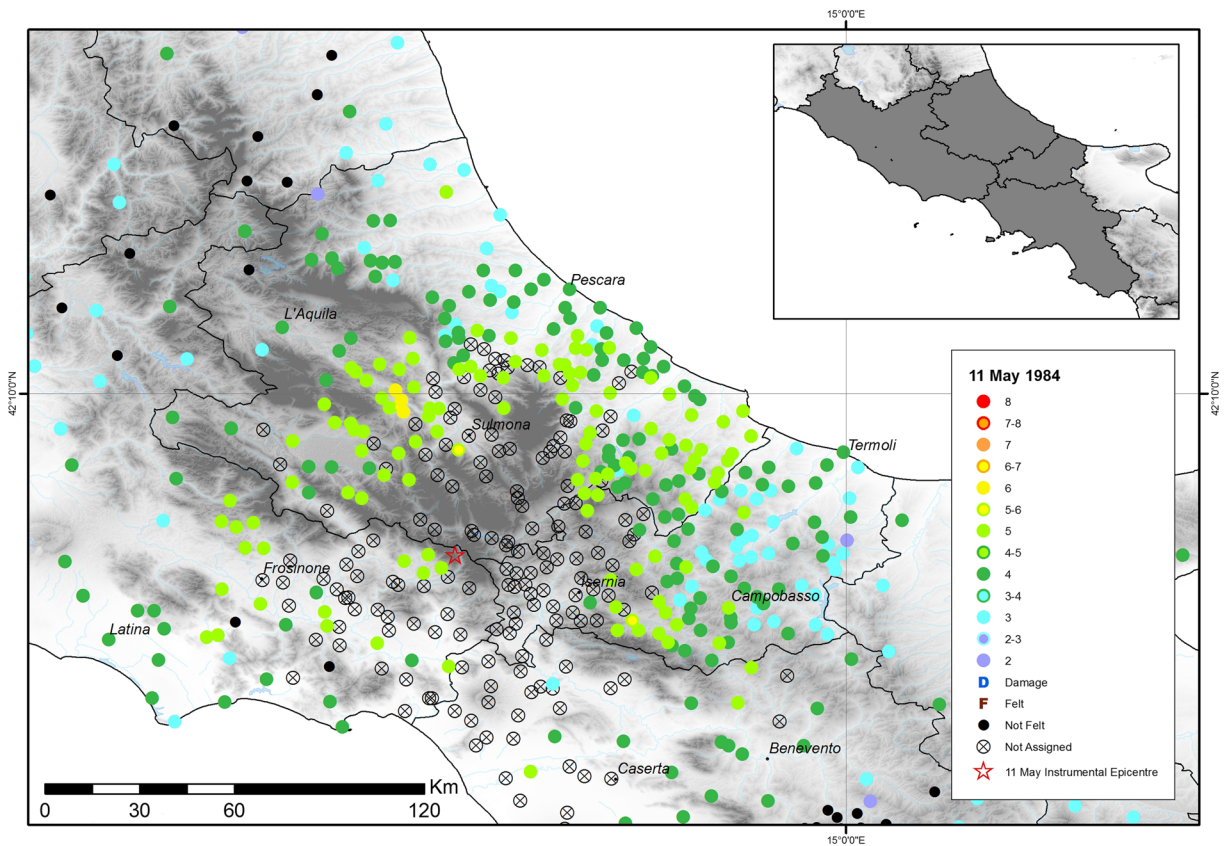 15°0'0"E
Pescara
L'Aquila
42°10'0"N
42°10'0"N
Sulmona
Termoli
Frosinone
Isernia
Campobasso
Latina
Benevento
Caserta
Km
0 30 60 120
15°0'0"E
11 May 1984
8
7-8
7
6-7
6
5-6
5
4-5
4
3-4
3
2-3
2
D Damage
F Felt
Not Felt
Not Assigned
11 May Instrumental Epicentre